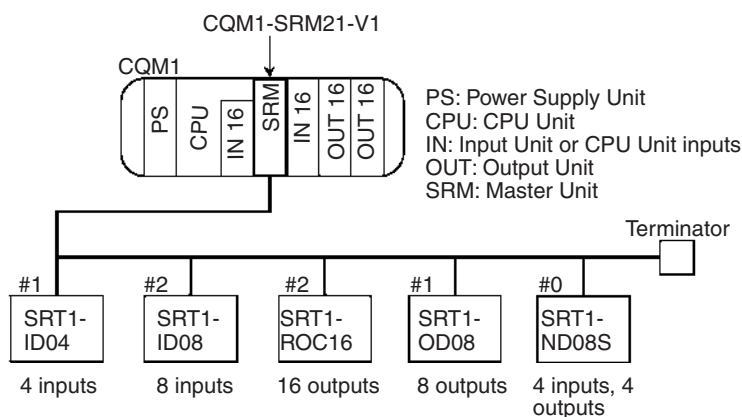 CQM1-SRM21-V1
CQM1
PS
CPU
IN 16
SRM
IN 16
OUT 16
OUT 16
PS: Power Supply Unit
CPU: CPU Unit
IN: Input Unit or CPU Unit inputs
OUT: Output Unit
SRM: Master Unit
Terminator
#1
#2
#2
#1
#0
SRT1-
ID04
SRT1-
ID08
SRT1-
ROC16
SRT1-
OD08
SRT1-
ND08S
4 inputs
8 inputs
16 outputs
8 outputs
4 inputs, 4
outputs